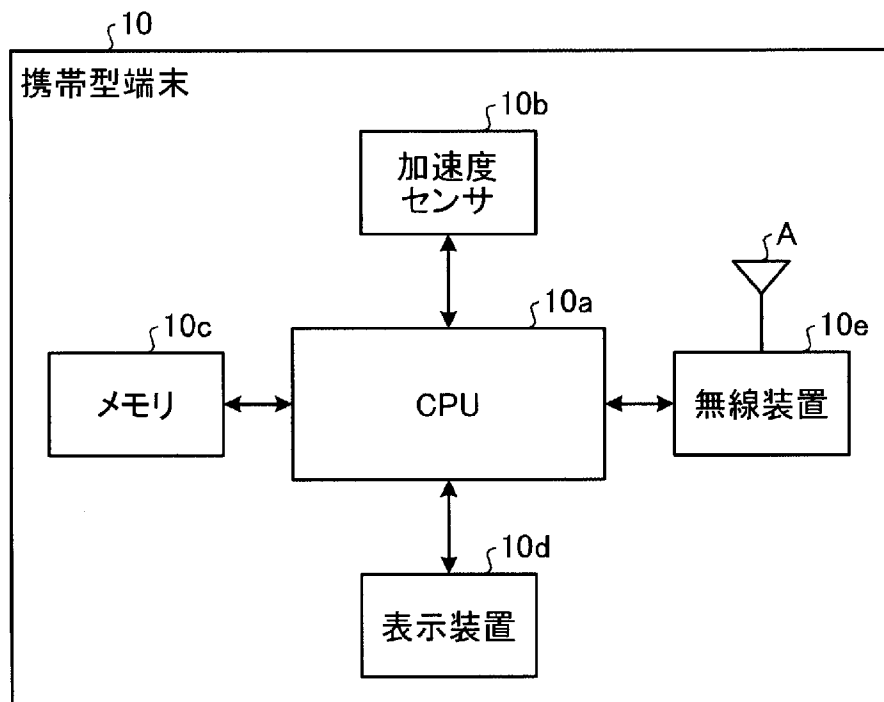 10
携帯型端末
10b
加速度
センサ
A
10a
10c
10e
メモリ
CPU
無線装置
10d
表示装置